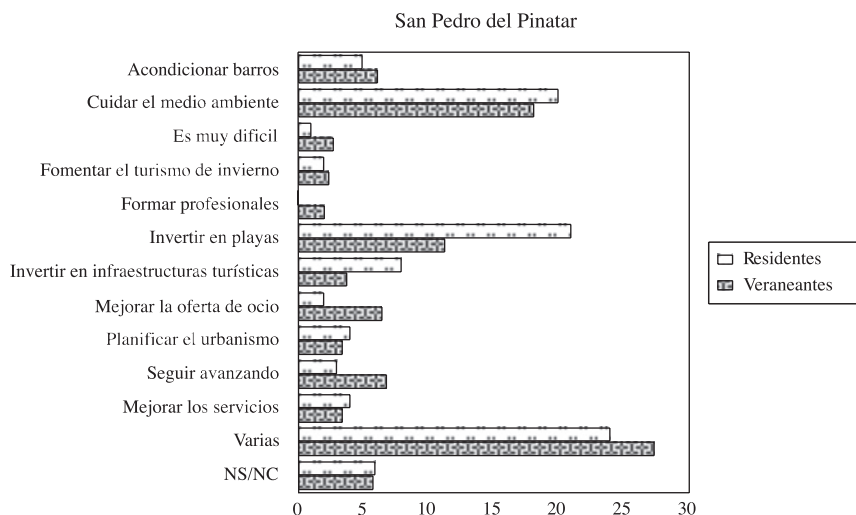 San Pedro del Pinatar
Acondicionar barros
Cuidar el medio ambiente
Es muy difícil
Fomentar el turismo de invierno
Formar profesionales
Invertir en playas
Invertir en infraestructuras turísticas
Mejorar la oferta de ocio
Planificar el urbanismo
Seguir avanzando
Mejorar los servicios
Varias
NS/NC
0 5 10 15 20 25 30
Residentes
Veraneantes